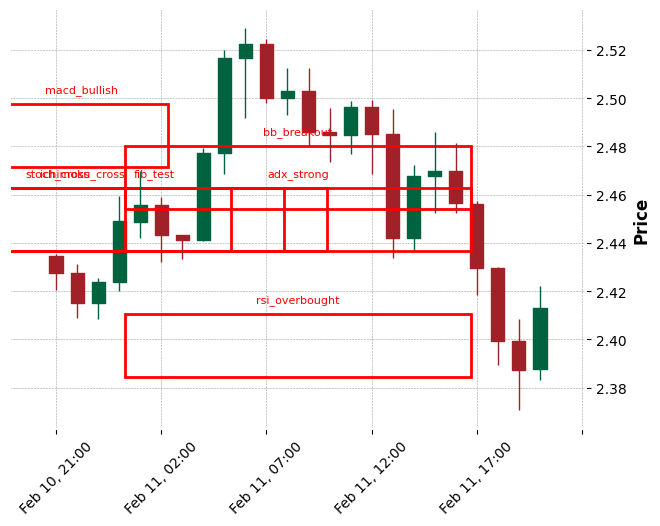 macd_bullish
bb_breakout
stoch_cross
ichimoku_cross
fib_test
adx_strong
rsi_overbought
2.52
2.50
2.48
2.46
2.44
2.42
2.40
2.38
Price
Feb 10, 21:00
Feb 11, 02:00
Feb 11, 07:00
Feb 11, 12:00
Feb 11, 17:00